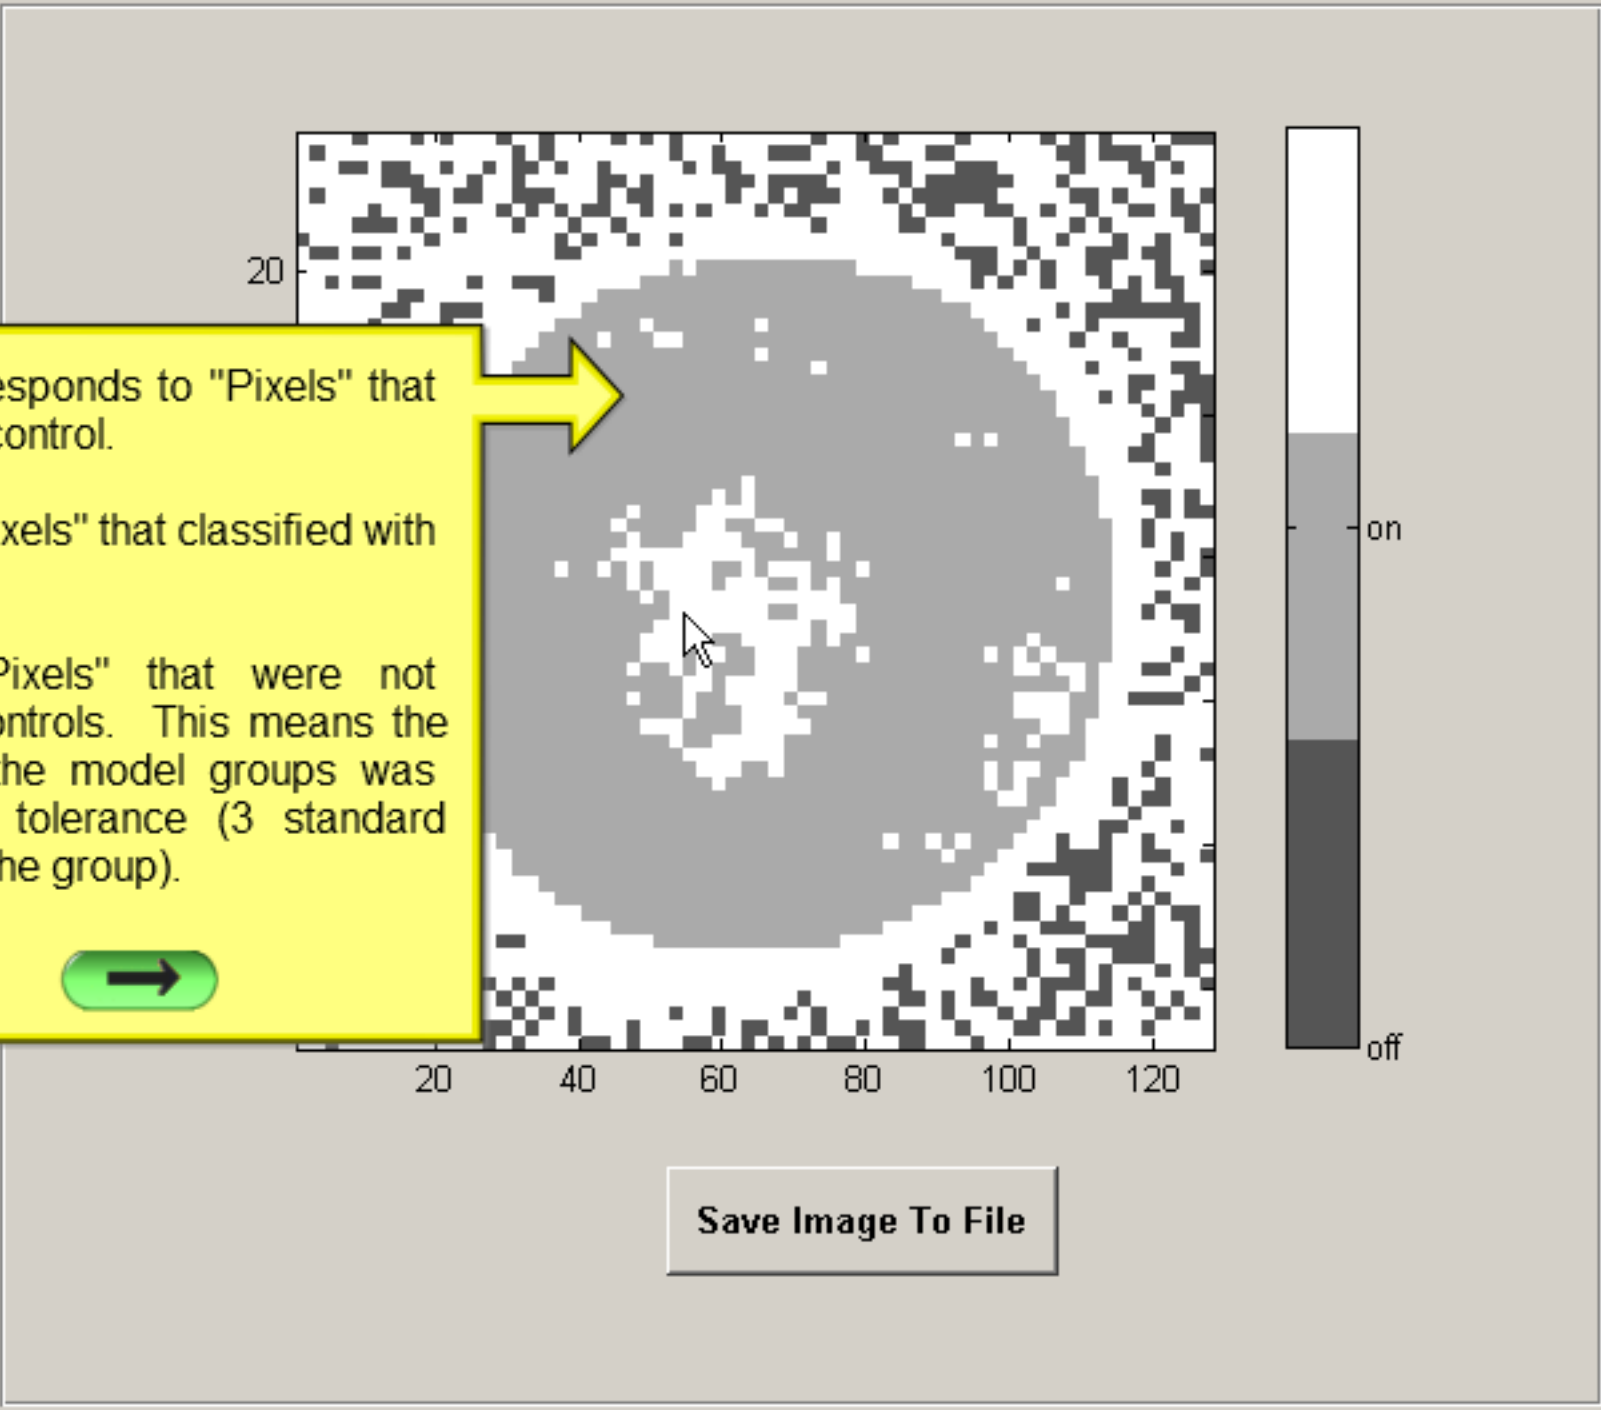 20
esponds to "Pixels" that
control.
xels" that classified with
Pixels" that were not
ontrols. This means the
the model groups was
tolerance (3 standard
he group).
on
off
20 40 60 80 100 120
Save Image To File